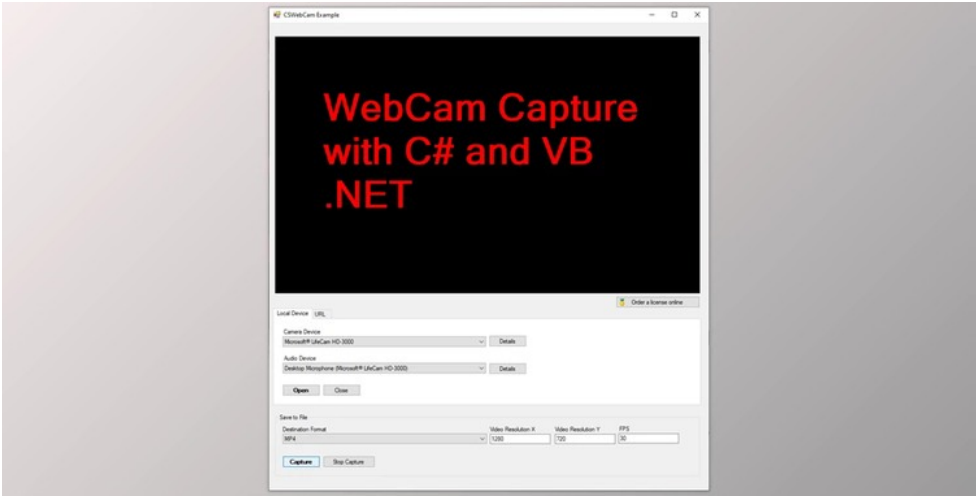 CSWebCam Example
WebCam Capture
with C# and VB
.NET
Order a license online
Local Device URL
Camera Device
Microsoft® LifeCam HD-3000 Details
Audio Device
Desktop Microphone (Microsoft® LifeCam HD-3000) Details
Open Close
Save to File
Destination Format Video Resolution X Video Resolution Y FPS
MP4 1280 720 30
Capture Stop Capture